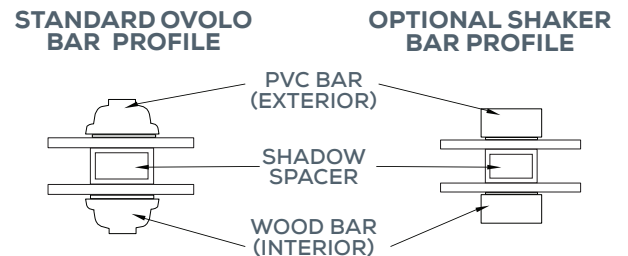 STANDARD OVOLO
BAR PROFILE
OPTIONAL SHAKER
BAR PROFILE
PVC BAR
(EXTERIOR)
SHADOW
SPACER
WOOD BAR
(INTERIOR)